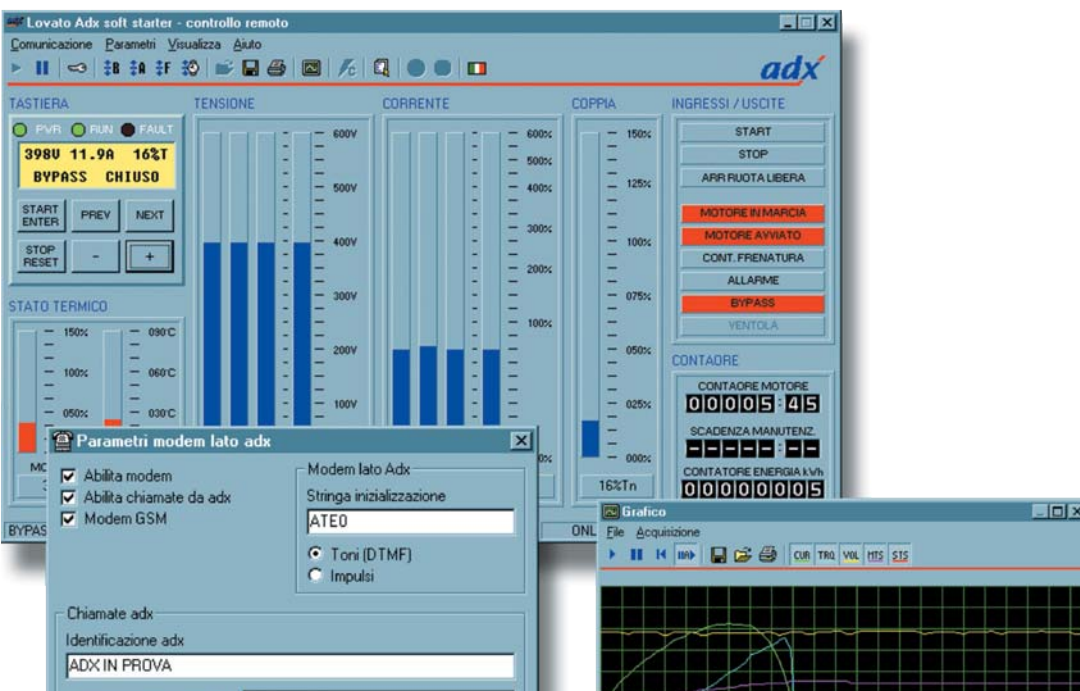 Lovato Adx soft starter - controllo remoto
Comunicazione Parametri Visualizza Aiuto
adx
TASTIERA
PWR RUN FAULT
398V 11.9A 16%T
BYPASS CHIUSO
START ENTER
PREV
NEXT
STOP RESET
-
+
STATO TERMICO
150%
100%
050%
090°C
060°C
030°C
TENSIONE
600V
500V
400V
300V
200V
100V
CORRENTE
600%
500%
400%
300%
200%
100%
COPPIA
150%
125%
100%
075%
050%
025%
000%
16%Tn
INGRESSI / USCITE
START
STOP
ARR RUOTA LIBERA
MOTORE IN MARCIA
MOTORE AVVIATO
CONT. FRENATURA
ALLARME
BYPASS
VENTOLA
CONTAORE
CONTAORE MOTORE
00005:45
SCADENZA MANUTENZ.
-----:--
CONTATORE ENERGIA kWh
00000005
Parametri modem lato adx
Abilita modem
Abilita chiamate da adx
Modem GSM
Modem lato Adx
Stringa inizializzazione
ATE0
Toni (DTMF)
Impulsi
Chiamate adx
Identificazione adx
ADX IN PROVA
Grafico
File Acquisizione
CUR TRQ VOL MTS STS